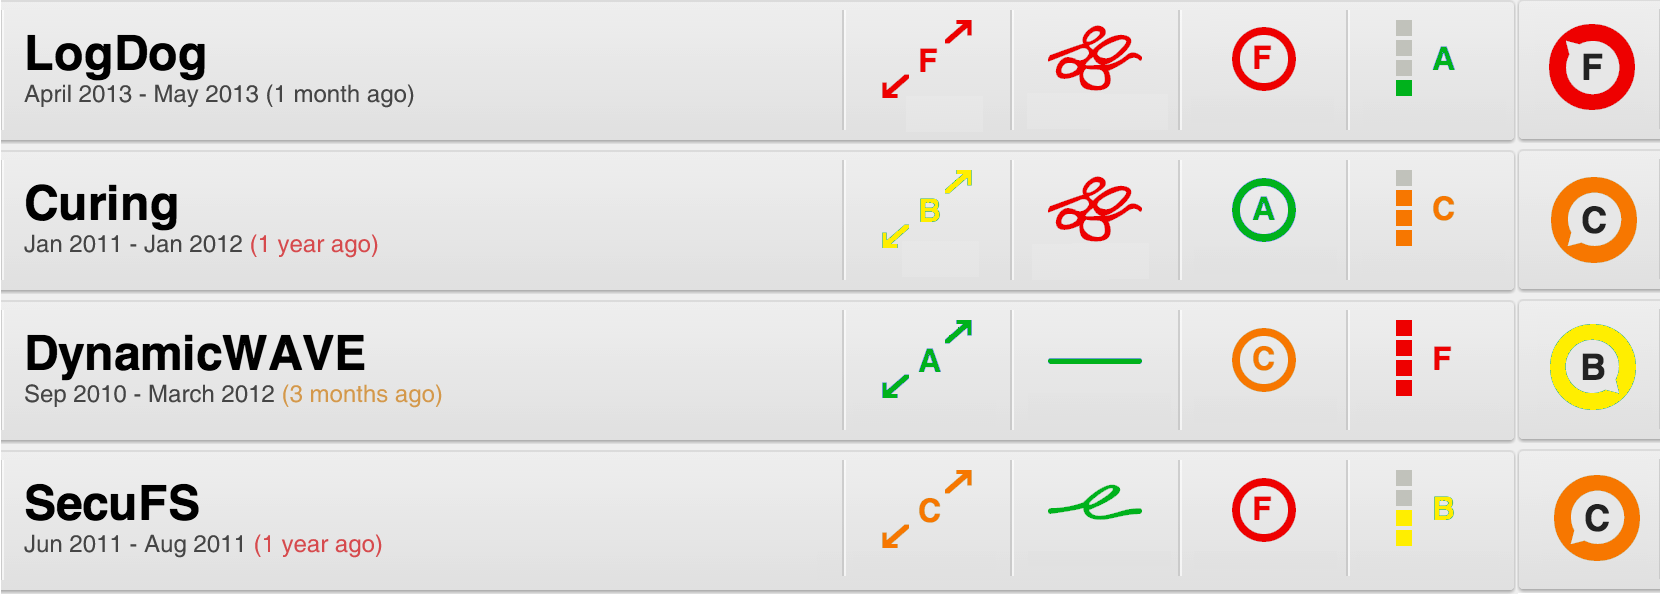 LogDog
April 2013 - May 2013 (1 month ago)
F
F
A
F
Curing
Jan 2011 - Jan 2012 (1 year ago)
B
A
C
C
DynamicWAVE
Sep 2010 - March 2012 (3 months ago)
A
C
F
B
SecuFS
Jun 2011 - Aug 2011 (1 year ago)
C
F
B
C